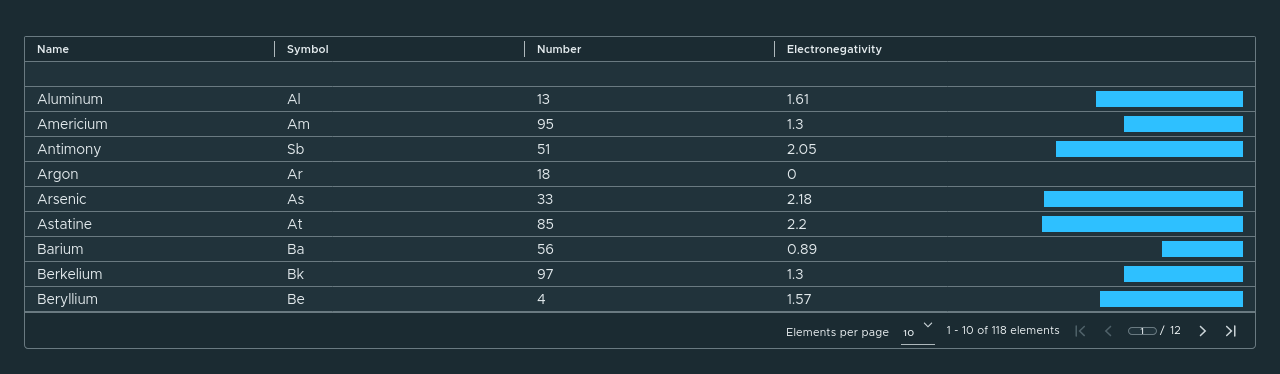 Name Symbol Number Electronegativity
Aluminum Al 13 1.61
Americium Am 95 1.3
Antimony Sb 51 2.05
Argon Ar 18 0
Arsenic As 33 2.18
Astatine At 85 2.2
Barium Ba 56 0.89
Berkelium Bk 97 1.3
Beryllium Be 4 1.57
Elements per page 10 1 - 10 of 118 elements 1 / 12